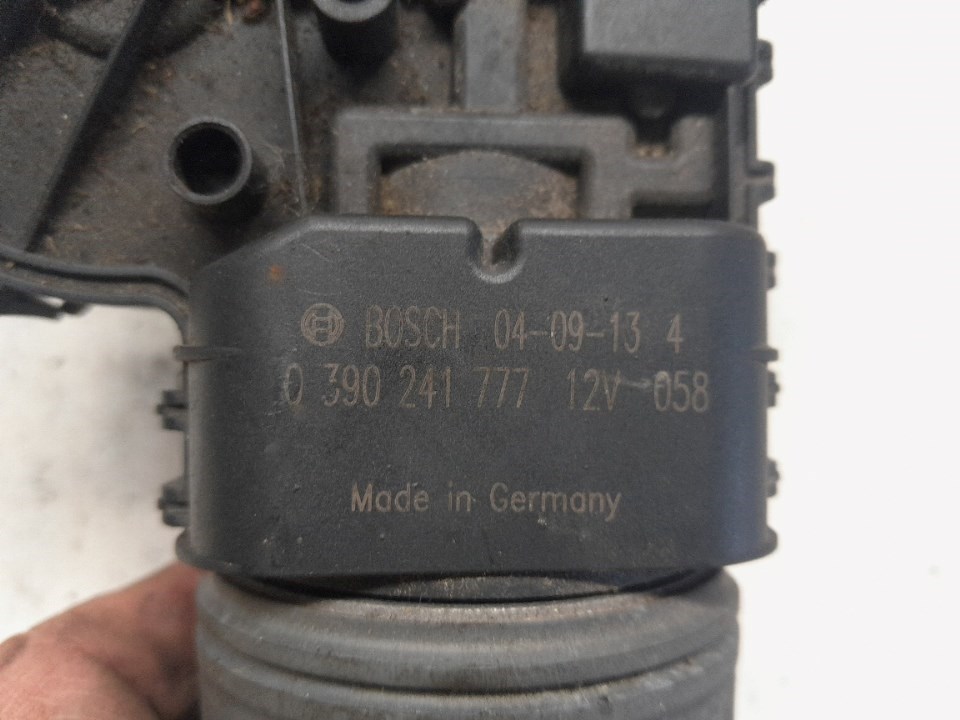 BOSCH 04-09-13 4
0 390 241 777 12V 058
Made in Germany